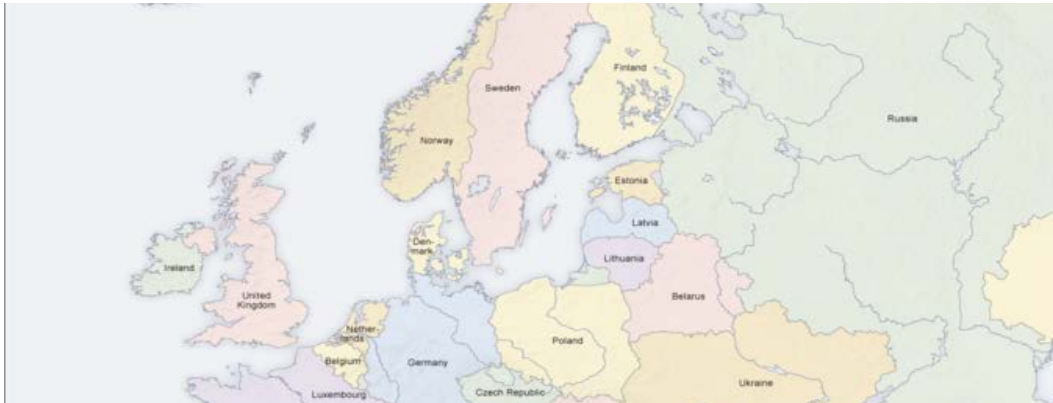 Finland
Sweden
Russia
Norway
Estonia
Latvia
Den-
mark
Lithuania
Ireland
Belarus
United
Kingdom
Nether-
lands
Poland
Belgium
Germany
Ukraine
Luxembourg
Czech Republic